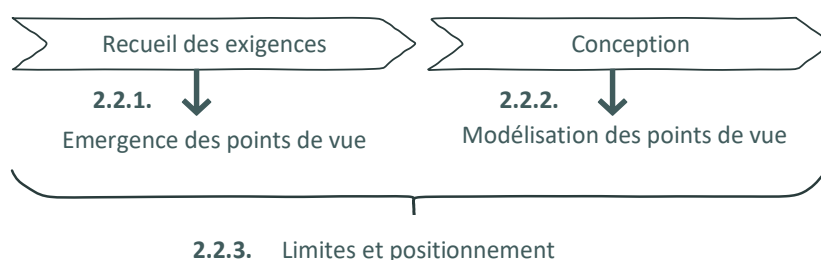 Recueil des exigences
Conception
2.2.1.
Emergence des points de vue
2.2.2.
Modélisation des points de vue
2.2.3. Limites et positionnement